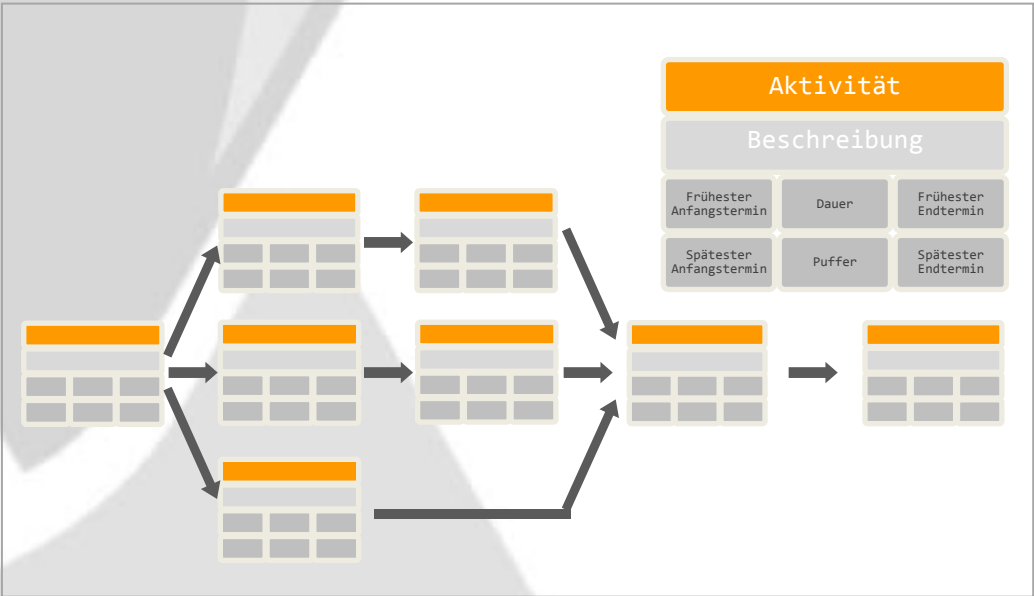 Aktivität
Beschreibung
Frühester
Anfangstermin
Dauer
Frühester
Endtermin
Spätester
Anfangstermin
Puffer
Spätester
Endtermin